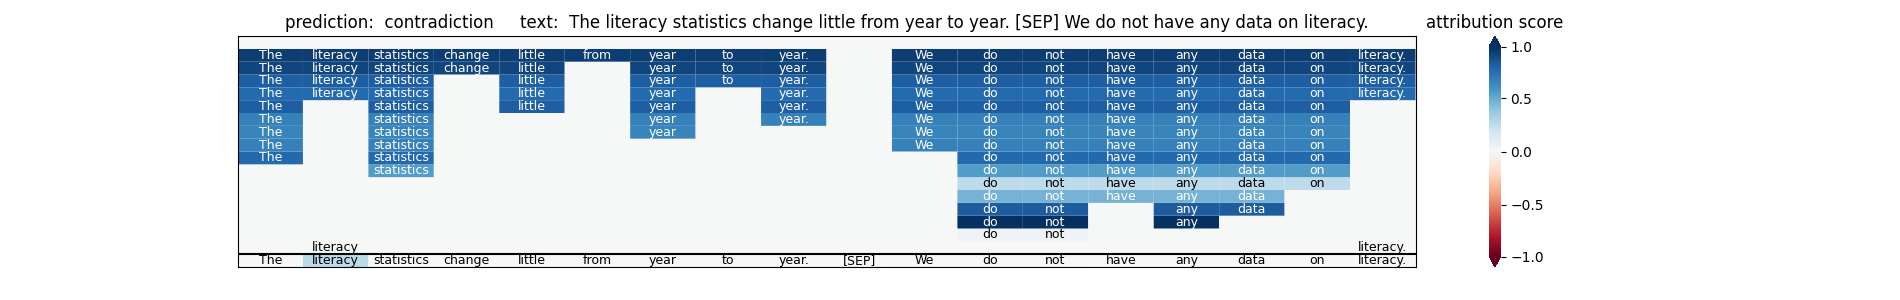 prediction: contradiction text: The literacy statistics change little from year to year. [SEP] We do not have any data on literacy. attribution score
The literacy statistics change little from year to year. We do not have any data on literacy. 1.0
The literacy statistics change little year to year. We do not have any data on literacy.
The literacy statistics little year to year. We do not have any data on literacy.
The literacy statistics little year year. We do not have any data on literacy. 0.5
The statistics little year year. We do not have any data on
The statistics year year. We do not have any data on
The statistics year We do not have any data on
The statistics We do not have any data on
The statistics do not have any data on 0.0
statistics do not have any data on
do not have any data on
do not have any data
do not any data −0.5
do not any
do not
literacy literacy.
The literacy statistics change little from year to year. [SEP] We do not have any data on literacy. −1.0